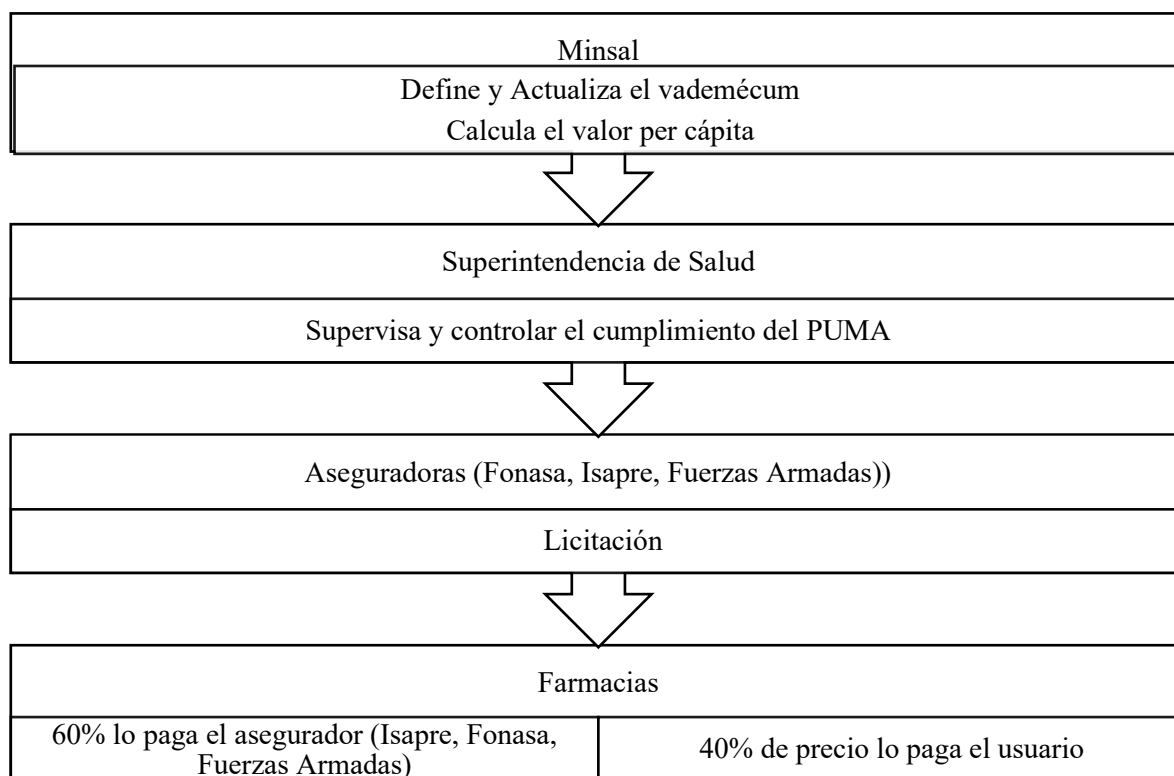 Minsal
Define y Actualiza el vademécum
Calcula el valor per cápita
Superintendencia de Salud
Supervisa y controlar el cumplimiento del PUMA
Aseguradoras (Fonasa, Isapre, Fuerzas Armadas))
Licitación
Farmacias
60% lo paga el asegurador (Isapre, Fonasa,
Fuerzas Armadas)
40% de precio lo paga el usuario